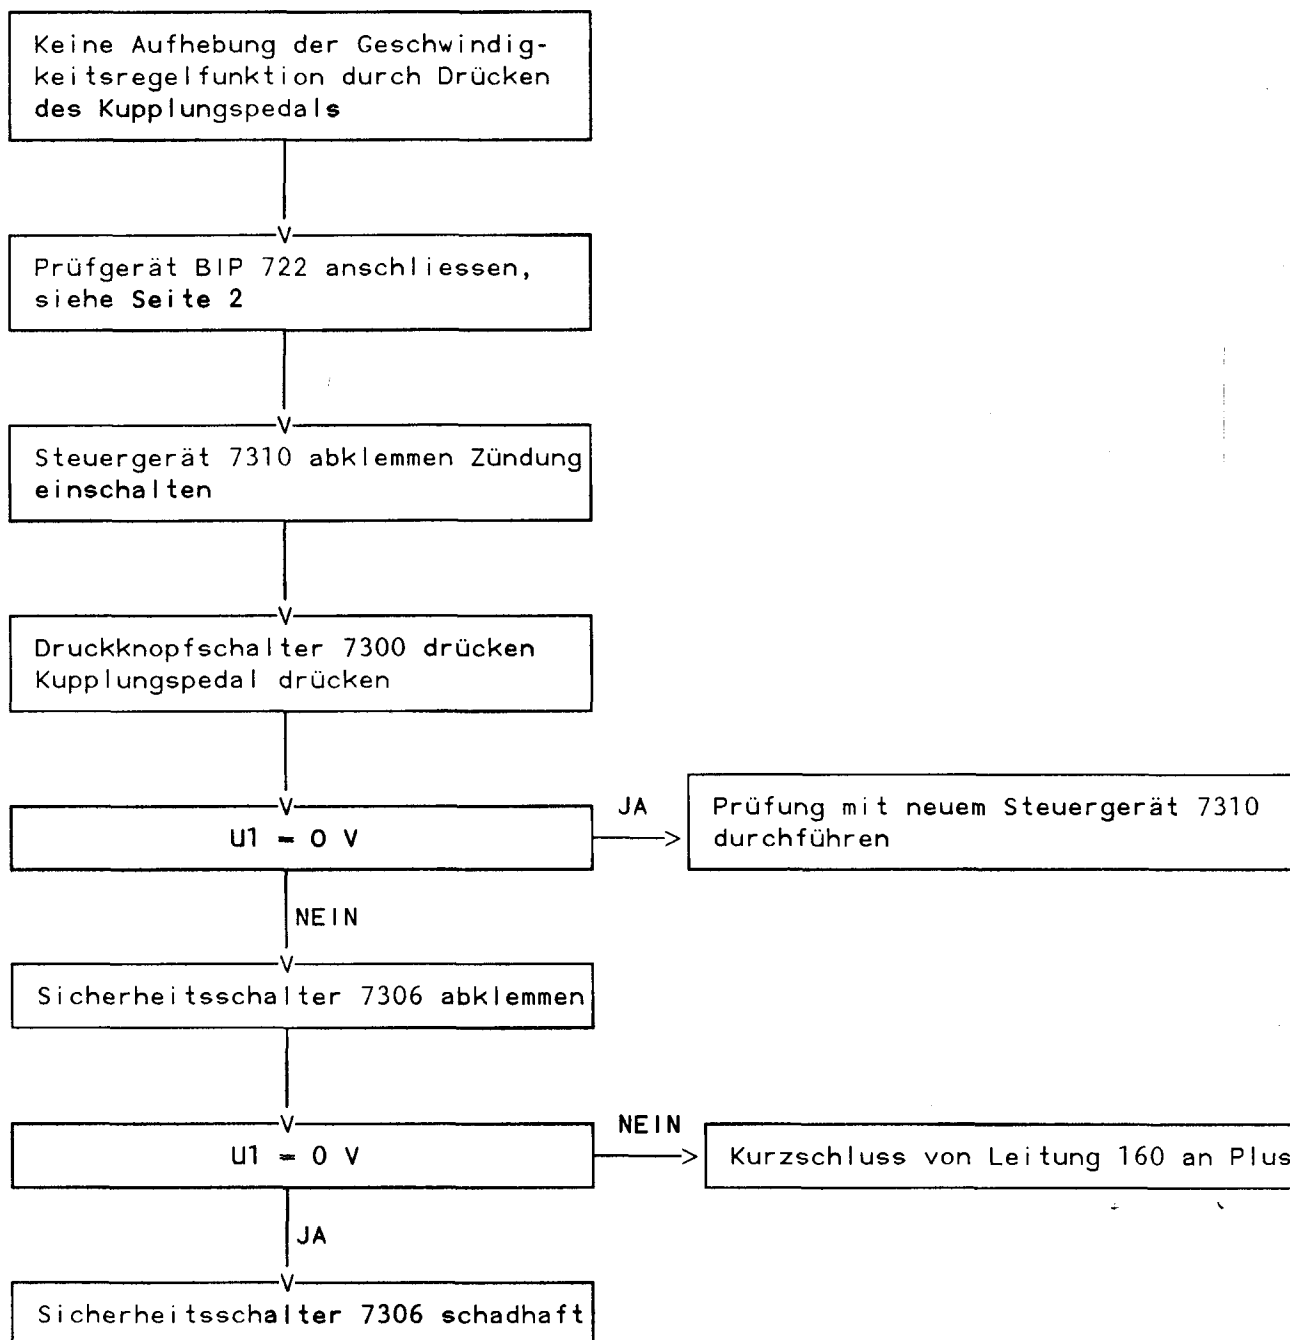 Keine Aufhebung der Geschwindig-
keitsregelfunktion durch Drücken
des Kupplungspedals
Prüfgerät BIP 722 anschliessen,
siehe Seite 2
Steuergerät 7310 abklemmen Zündung
einschalten
Druckknopfschalter 7300 drücken
Kupplungspedal drücken
U1 = 0 V
JA
Prüfung mit neuem Steuergerät 7310
durchführen
NEIN
Sicherheitsschalter 7306 abklemmen
U1 = 0 V
NEIN
Kurzschluss von Leitung 160 an Plus
JA
Sicherheitsschalter 7306 schadhaft